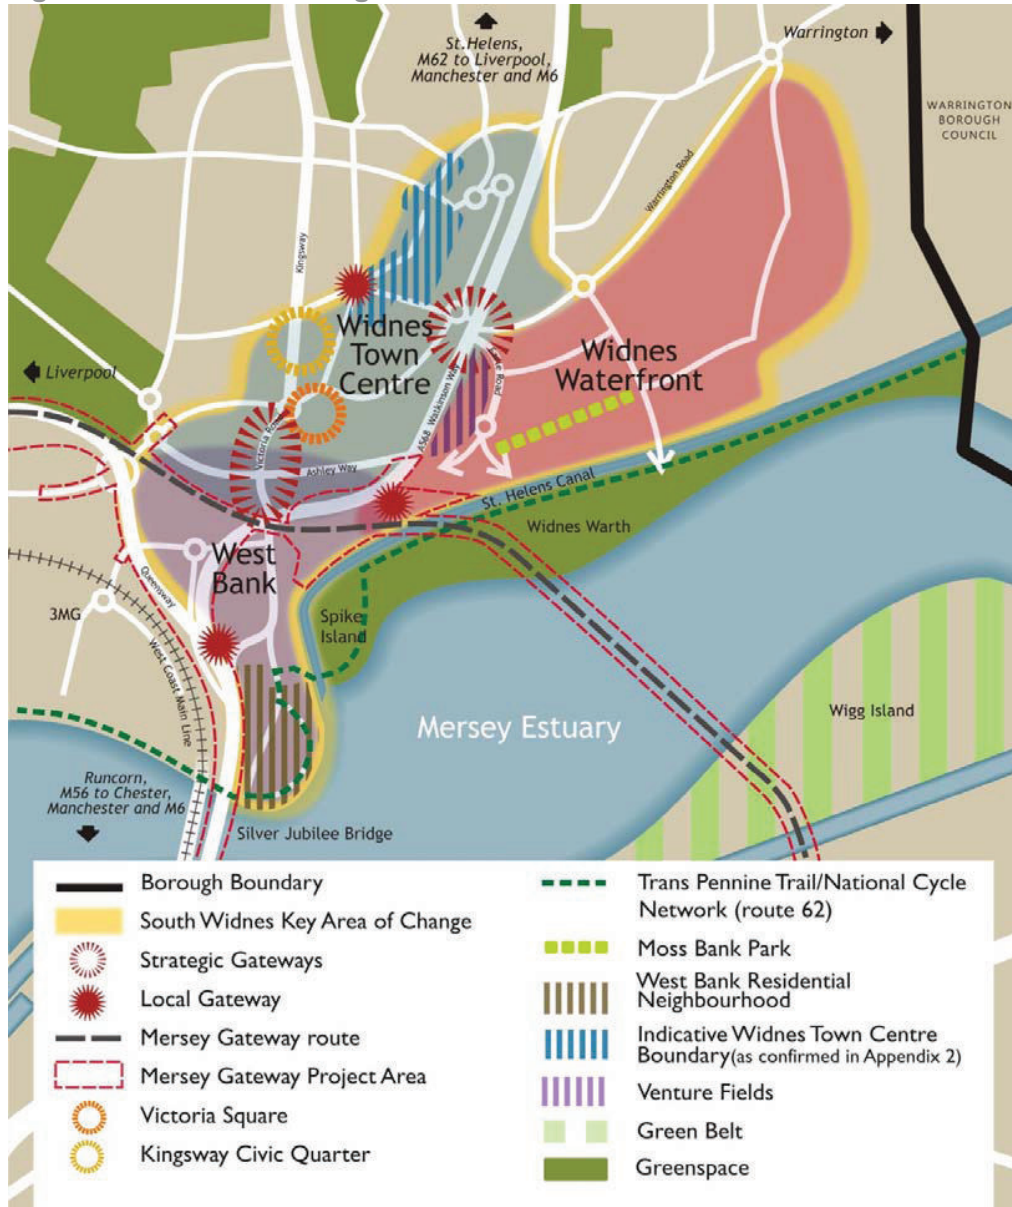 Warrington
St.Helens,
M62 to Liverpool,
Manchester and M6
WARRINGTON
BOROUGH
COUNCIL
Warrington Road
Kingsway
Widnes
Town
Centre
Widnes
Waterfront
Liverpool
A568 Watkinson Way
Victoria Road
Ashley Way
St. Helens Canal
Widnes Warth
West
Bank
Queensway
3MG
Spike
Island
West Coast Main Line
Mersey Estuary
Wigg Island
Runcorn,
M56 to Chester,
Manchester and M6
Silver Jubilee Bridge
Borough Boundary
South Widnes Key Area of Change
Strategic Gateways
Local Gateway
Mersey Gateway route
Mersey Gateway Project Area
Victoria Square
Kingsway Civic Quarter
Trans Pennine Trail/National Cycle
Network (route 62)
Moss Bank Park
West Bank Residential
Neighbourhood
Indicative Widnes Town Centre
Boundary(as confirmed in Appendix 2)
Venture Fields
Green Belt
Greenspace